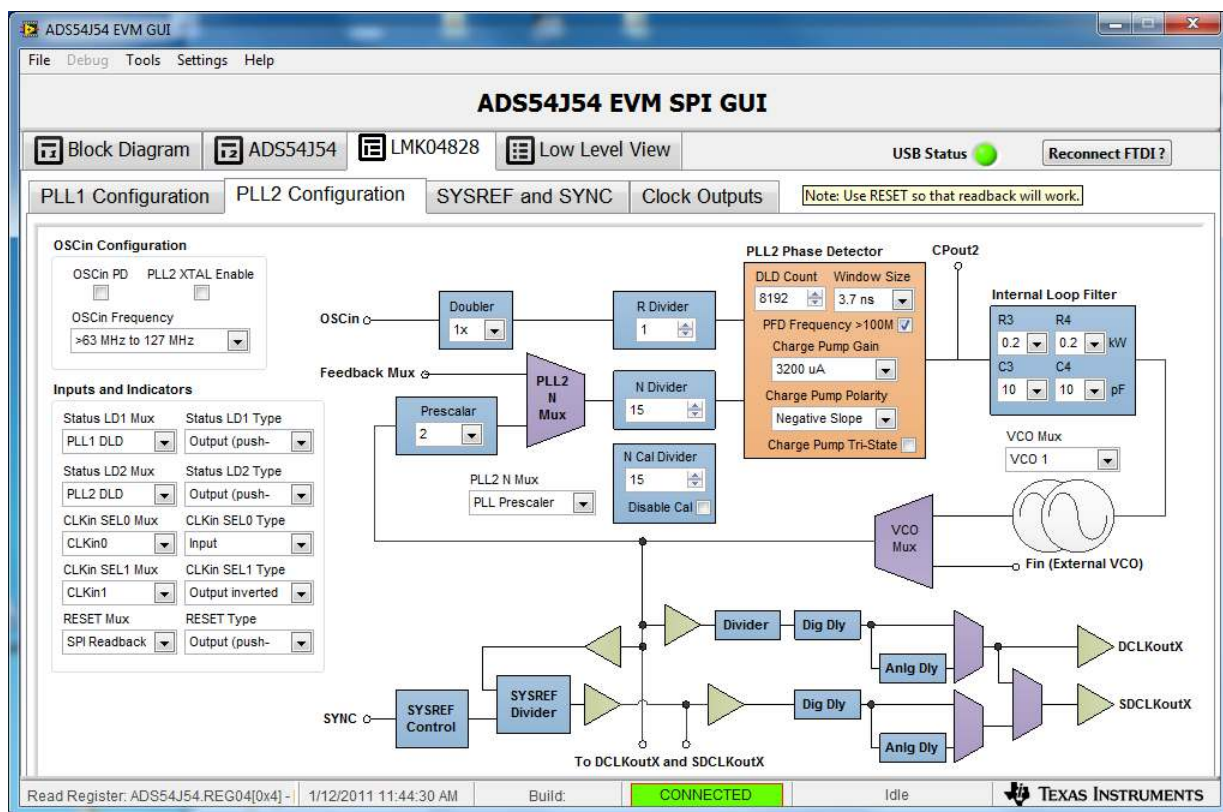 ADS54J54 EVM GUI
File Debug Tools Settings Help
ADS54J54 EVM SPI GUI
Block Diagram ADS54J54 LMK04828 Low Level View USB Status Reconnect FTDI?
PLL1 Configuration PLL2 Configuration SYSREF and SYNC Clock Outputs Note: Use RESET so that readback will work.
OSCin Configuration
OSCin PD PLL2 XTAL Enable
OSCin Frequency
>63 MHz to 127 MHz
Inputs and Indicators
Status LD1 Mux Status LD1 Type
PLL1 DLD Output (push-
Status LD2 Mux Status LD2 Type
PLL2 DLD Output (push-
CLKin SEL0 Mux CLKin SEL0 Type
CLKin0 Input
CLKin SEL1 Mux CLKin SEL1 Type
CLKin1 Output inverted
RESET Mux RESET Type
SPI Readback Output (push-
OSCin
Doubler
1x
R Divider
1
Feedback Mux
Prescalar
2
PLL2
N
Mux
N Divider
15
PLL2 N Mux
PLL Prescaler
N Cal Divider
15
Disable Cal
PLL2 Phase Detector
DLD Count Window Size
8192 3.7 ns
PFD Frequency >100M
Charge Pump Gain
3200 uA
Charge Pump Polarity
Negative Slope
Charge Pump Tri-State
CPout2
Internal Loop Filter
R3 R4
0.2 0.2 kW
C3 C4
10 10 pF
VCO Mux
VCO 1
VCO
Mux
Fin (External VCO)
Divider Dig Dly
Anlg Dly
DCLKoutX
SYNC
SYSREF
Control
SYSREF
Divider
Dig Dly
Anlg Dly
SDCLKoutX
To DCLKoutX and SDCLKoutX
Read Register: ADS54J54.REG04[0x4] - 1/12/2011 11:44:30 AM Build: CONNECTED Idle TEXAS INSTRUMENTS